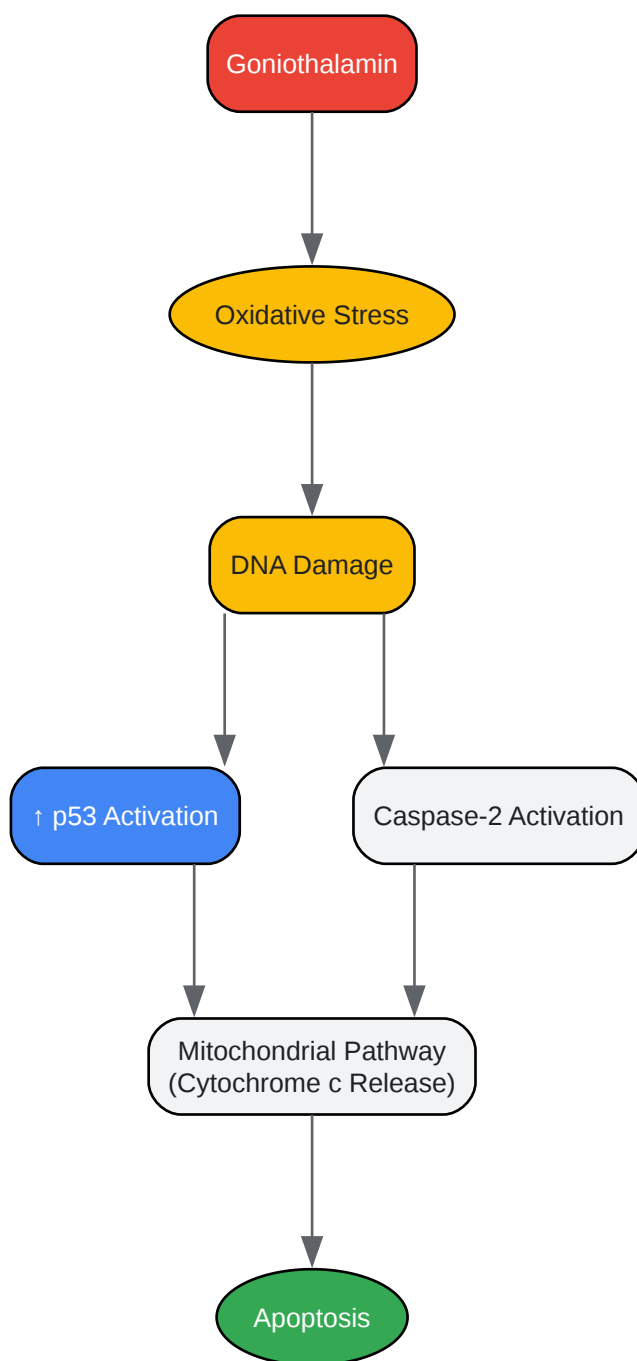 Goniothalamin
Oxidative Stress
DNA Damage
↑ p53 Activation
Caspase-2 Activation
Mitochondrial Pathway
(Cytochrome c Release)
Apoptosis